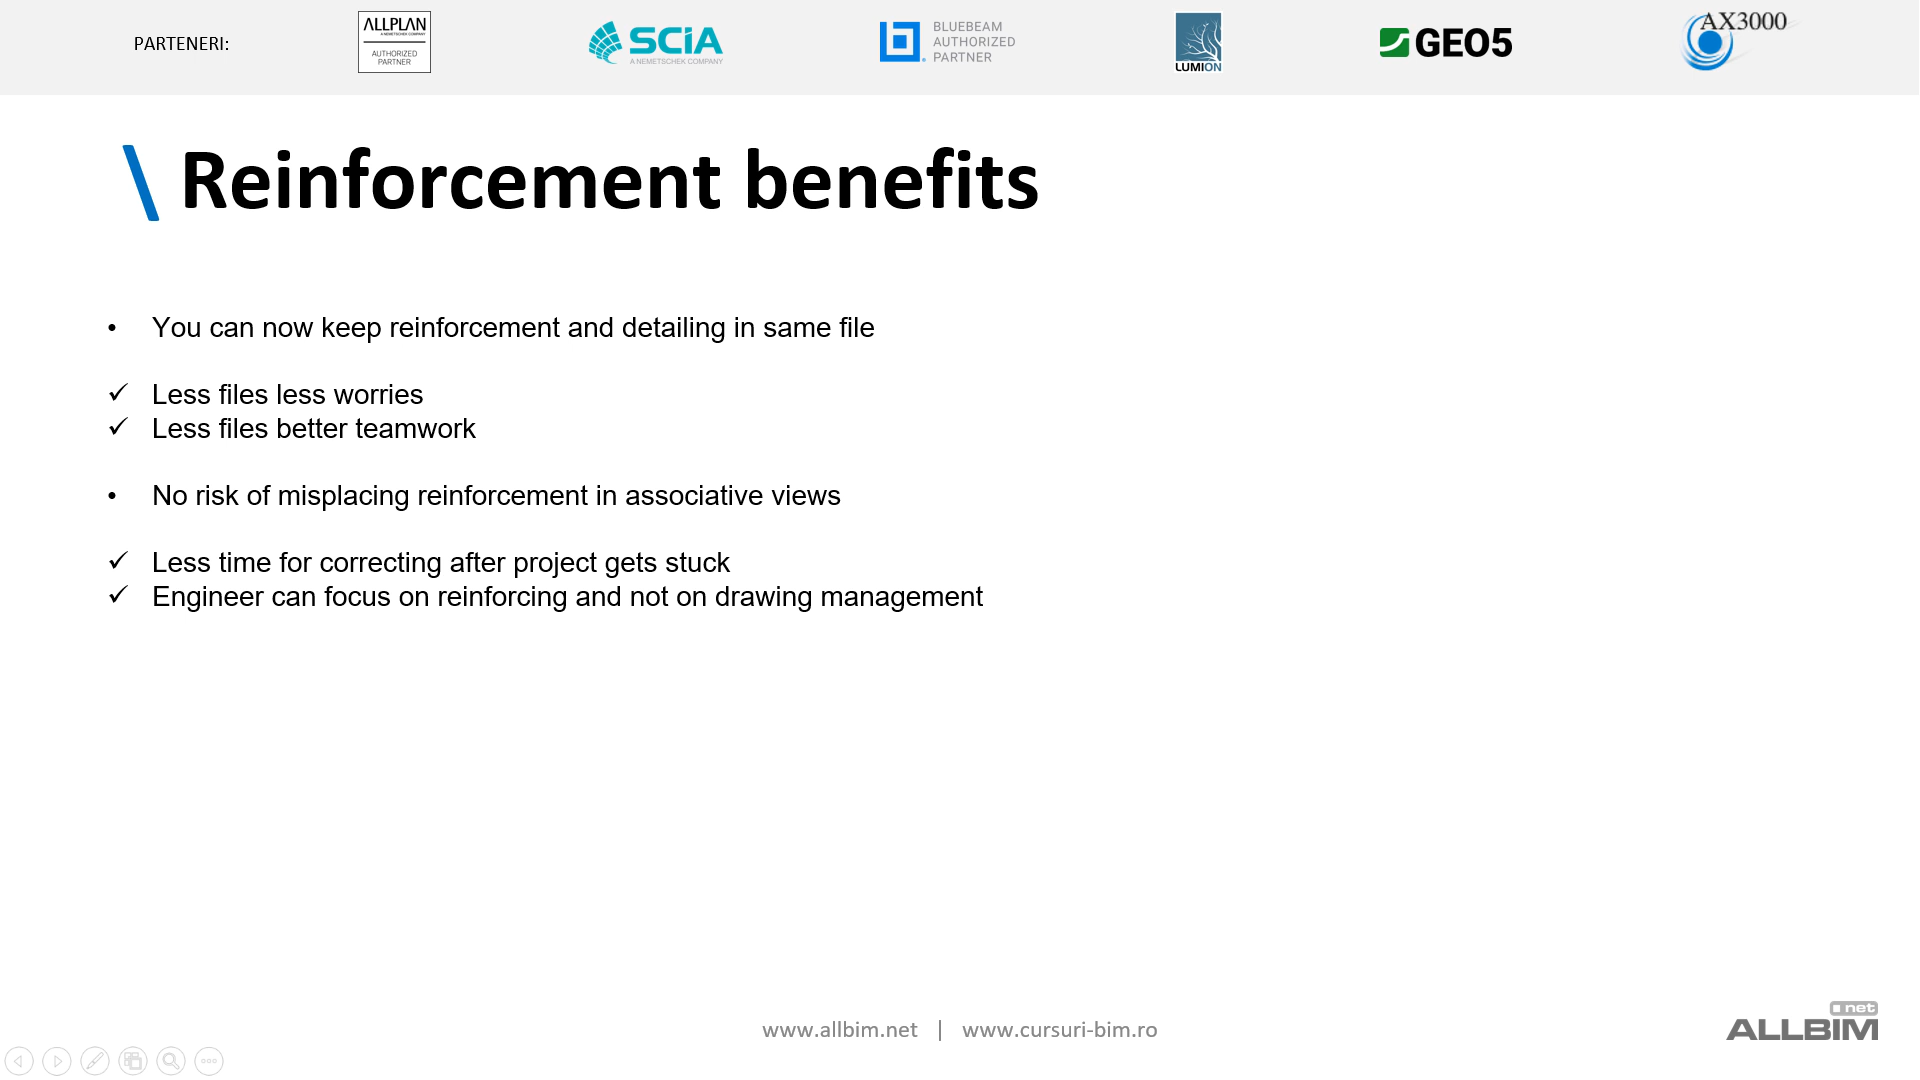 PARTENERI:
ALLPLAN
A NEMETSCHEK COMPANY
AUTHORIZED
PARTNER
SCIA
A NEMETSCHEK COMPANY
BLUEBEAM
AUTHORIZED
PARTNER
LUMION
GEO5
AX3000
\ Reinforcement benefits
• You can now keep reinforcement and detailing in same file
✓ Less files less worries
✓ Less files better teamwork
• No risk of misplacing reinforcement in associative views
✓ Less time for correcting after project gets stuck
✓ Engineer can focus on reinforcing and not on drawing management
www.allbim.net | www.cursuri-bim.ro
net
ALLBIM